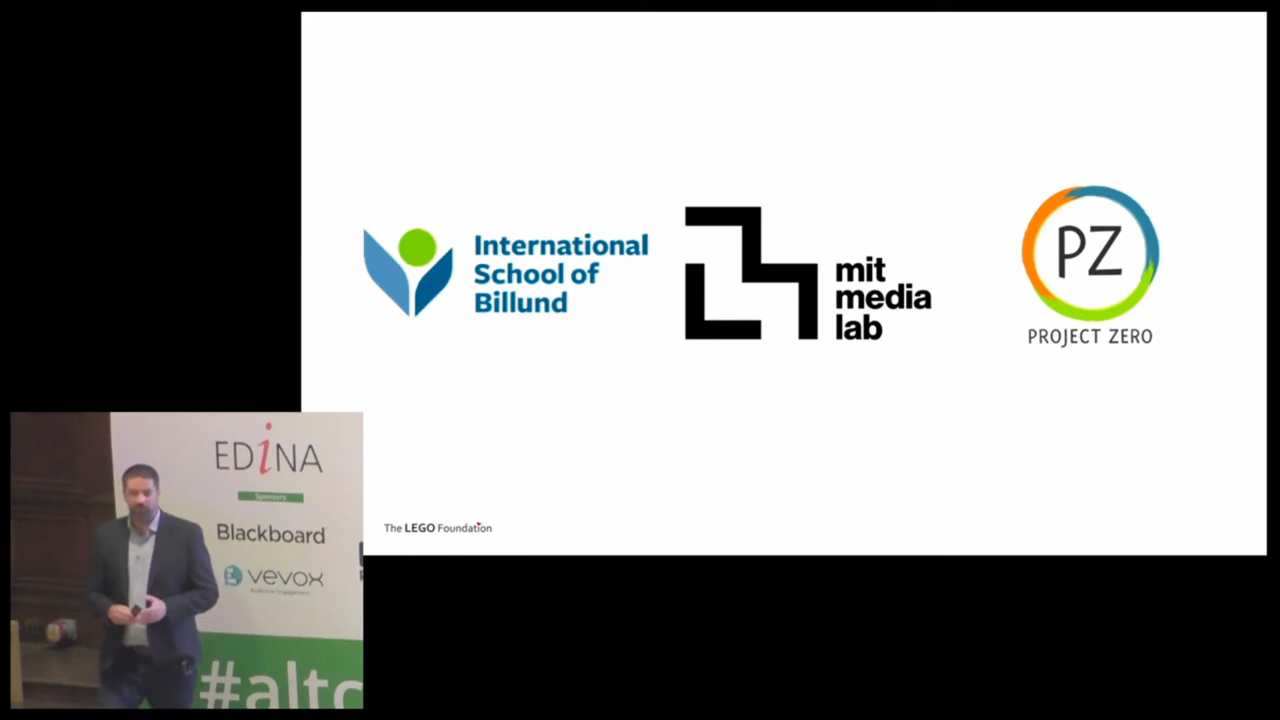 International
School of
Billund
mit
media
lab
PZ
PROJECT ZERO
The LEGO Foundation
EDiNA
Sponsors
Blackboard
vevox
#altc